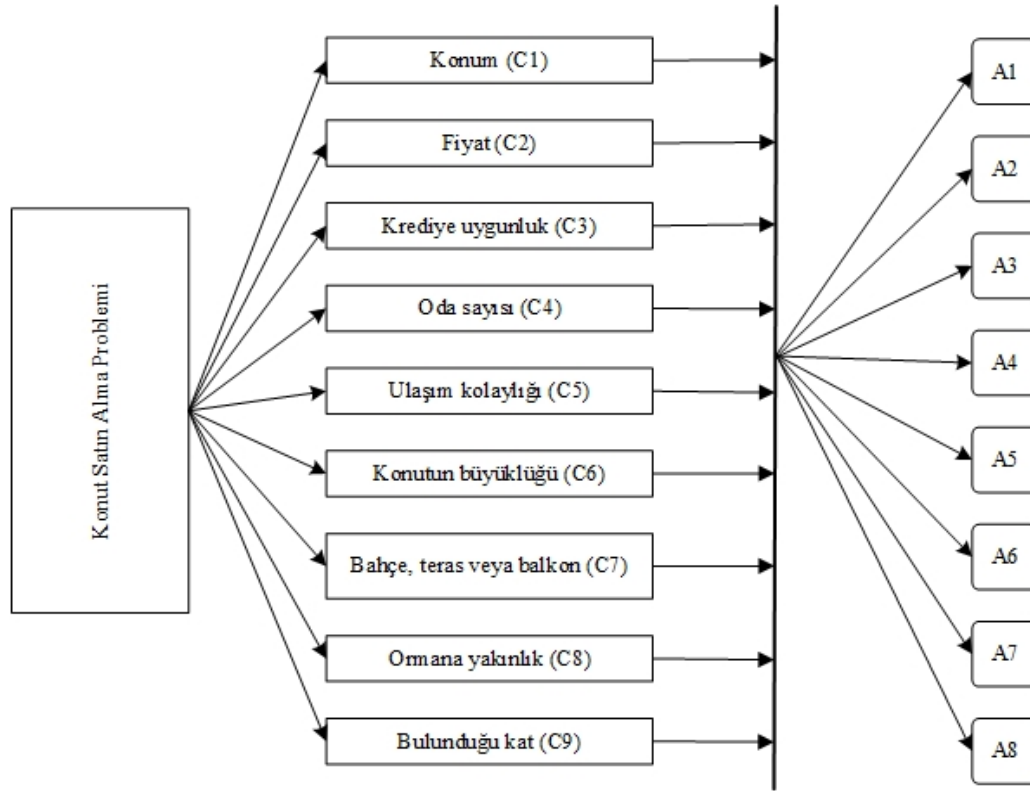 Konut Satın Alma Problemi
Konum (C1)
Fiyat (C2)
Krediye uygunluk (C3)
Oda sayısı (C4)
Ulaşım kolaylığı (C5)
Konutun büyüklüğü (C6)
Bahçe, teras veya balkon (C7)
Ormana yakınlık (C8)
Bulunduğu kat (C9)
A1
A2
A3
A4
A5
A6
A7
A8